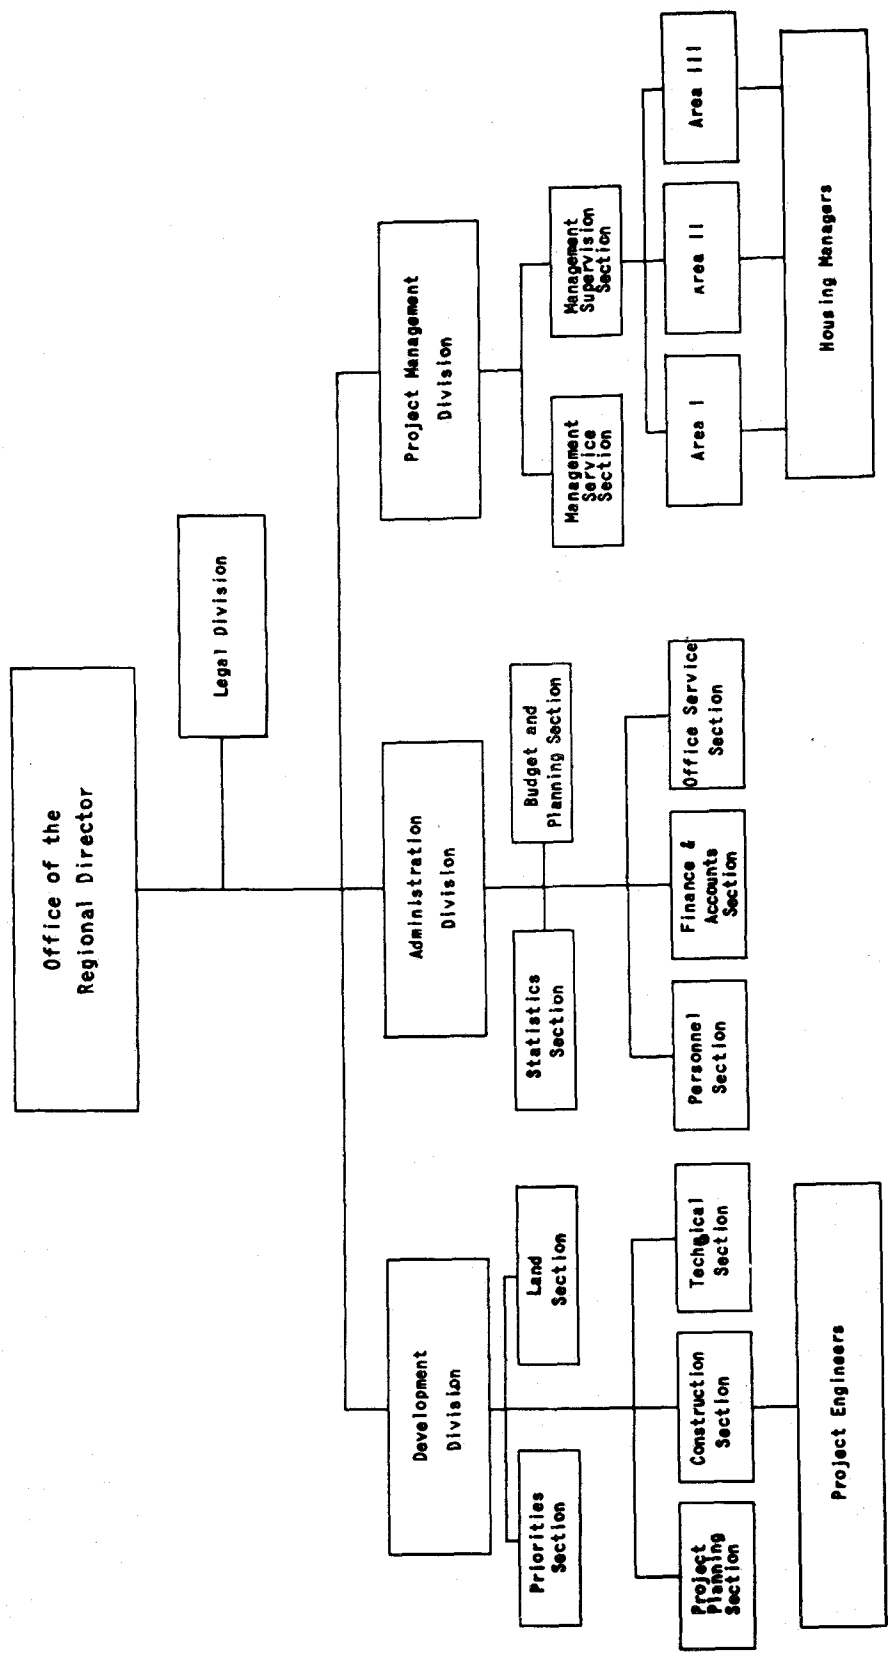 Office of the
Regional Director
Legal Division
Development
Division
Administration
Division
Project Management
Division
Priorities
Section
Land
Section
Statistics
Section
Budget and
Planning Section
Management
Service
Section
Management
Supervision
Section
Project
Planning
Section
Construction
Section
Technical
Section
Personnel
Section
Finance &
Accounts
Section
Office Service
Section
Area I
Area II
Area III
Project Engineers
Housing Managers